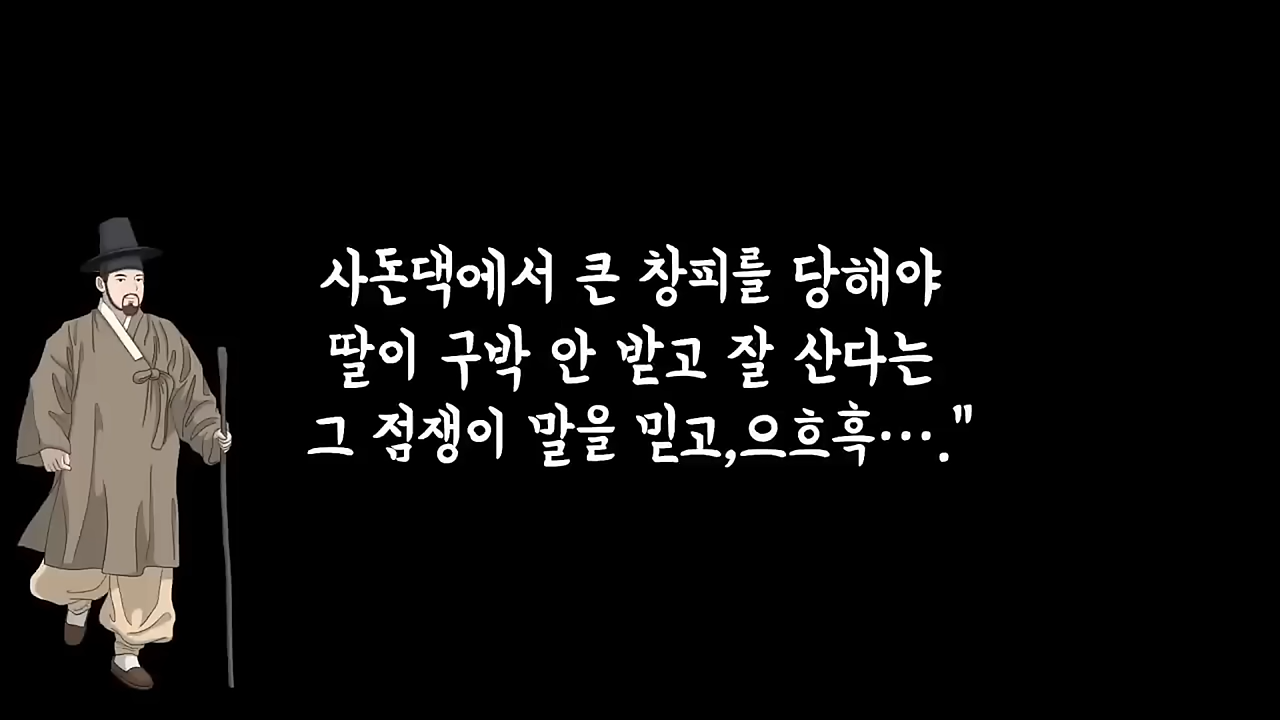 사돈댁에서 큰 창피를 당해야
딸이 구박 안 받고 잘 산다는
그 점쟁이 말을 믿고,으흐흑….."